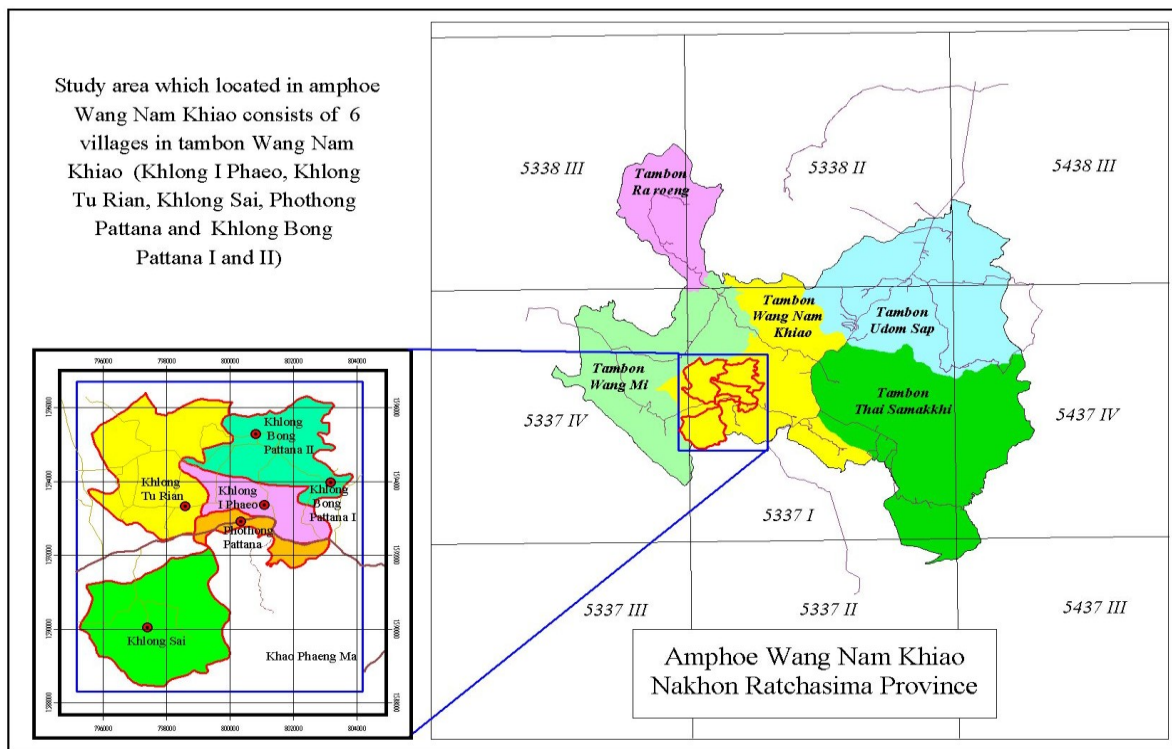 Study area which located in amphoe
Wang Nam Khiao consists of 6
villages in tambon Wang Nam
Khiao (Khlong I Phaeo, Khlong
Tu Rian, Khlong Sai, Phothong
Pattana and Khlong Bong
Pattana I and II)
5338 III
5338 II
5438 III
Tambon
Ra roeng
Tambon
Wang Nam
Khiao
Tambon
Udom Sap
Tambon
Wang Mi
Tambon
Thai Samakkhi
5337 IV
5437 IV
5337 I
5337 III
5337 II
5437 III
Amphoe Wang Nam Khiao
Nakhon Ratchasima Province
796000
798000
800000
802000
804000
Khlong
Bong
Pattana II
Khlong
Tu Rian
Khlong
I Phaeo
Khlong
Bong
Pattana I
Phothong
Pattana
Khlong Sai
Khao Phaeng Ma
796000
798000
800000
802000
804000